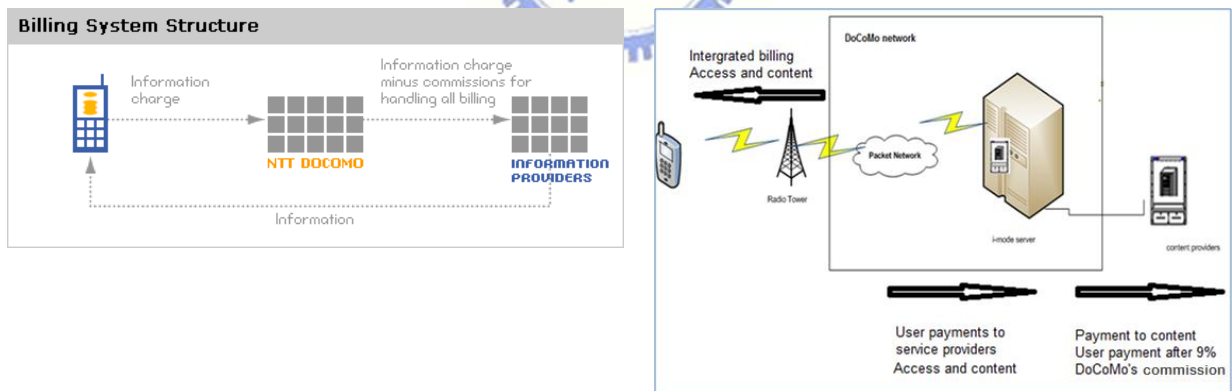 Billing System Structure
Information
charge
Information charge
minus commissions for
handling all billing
NTT DOCOMO
INFORMATION
PROVIDERS
Information
DoCoMo network
Intergrated billing
Access and content
Packet Network
Radio Tower
i-mode server
content providers
User payments to
service providers
Access and content
Payment to content
User payment after 9%
DoCoMo's commission